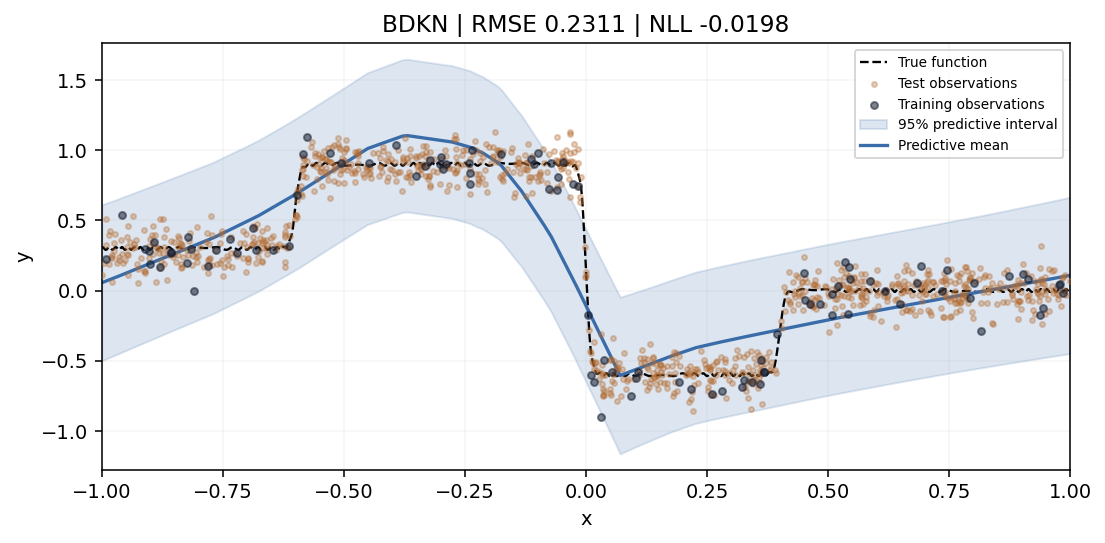 BDKN | RMSE 0.2311 | NLL -0.0198
True function
Test observations
Training observations
95% predictive interval
Predictive mean
y
1.5
1.0
0.5
0.0
−0.5
−1.0
−1.00 −0.75 −0.50 −0.25 0.00 0.25 0.50 0.75 1.00
x